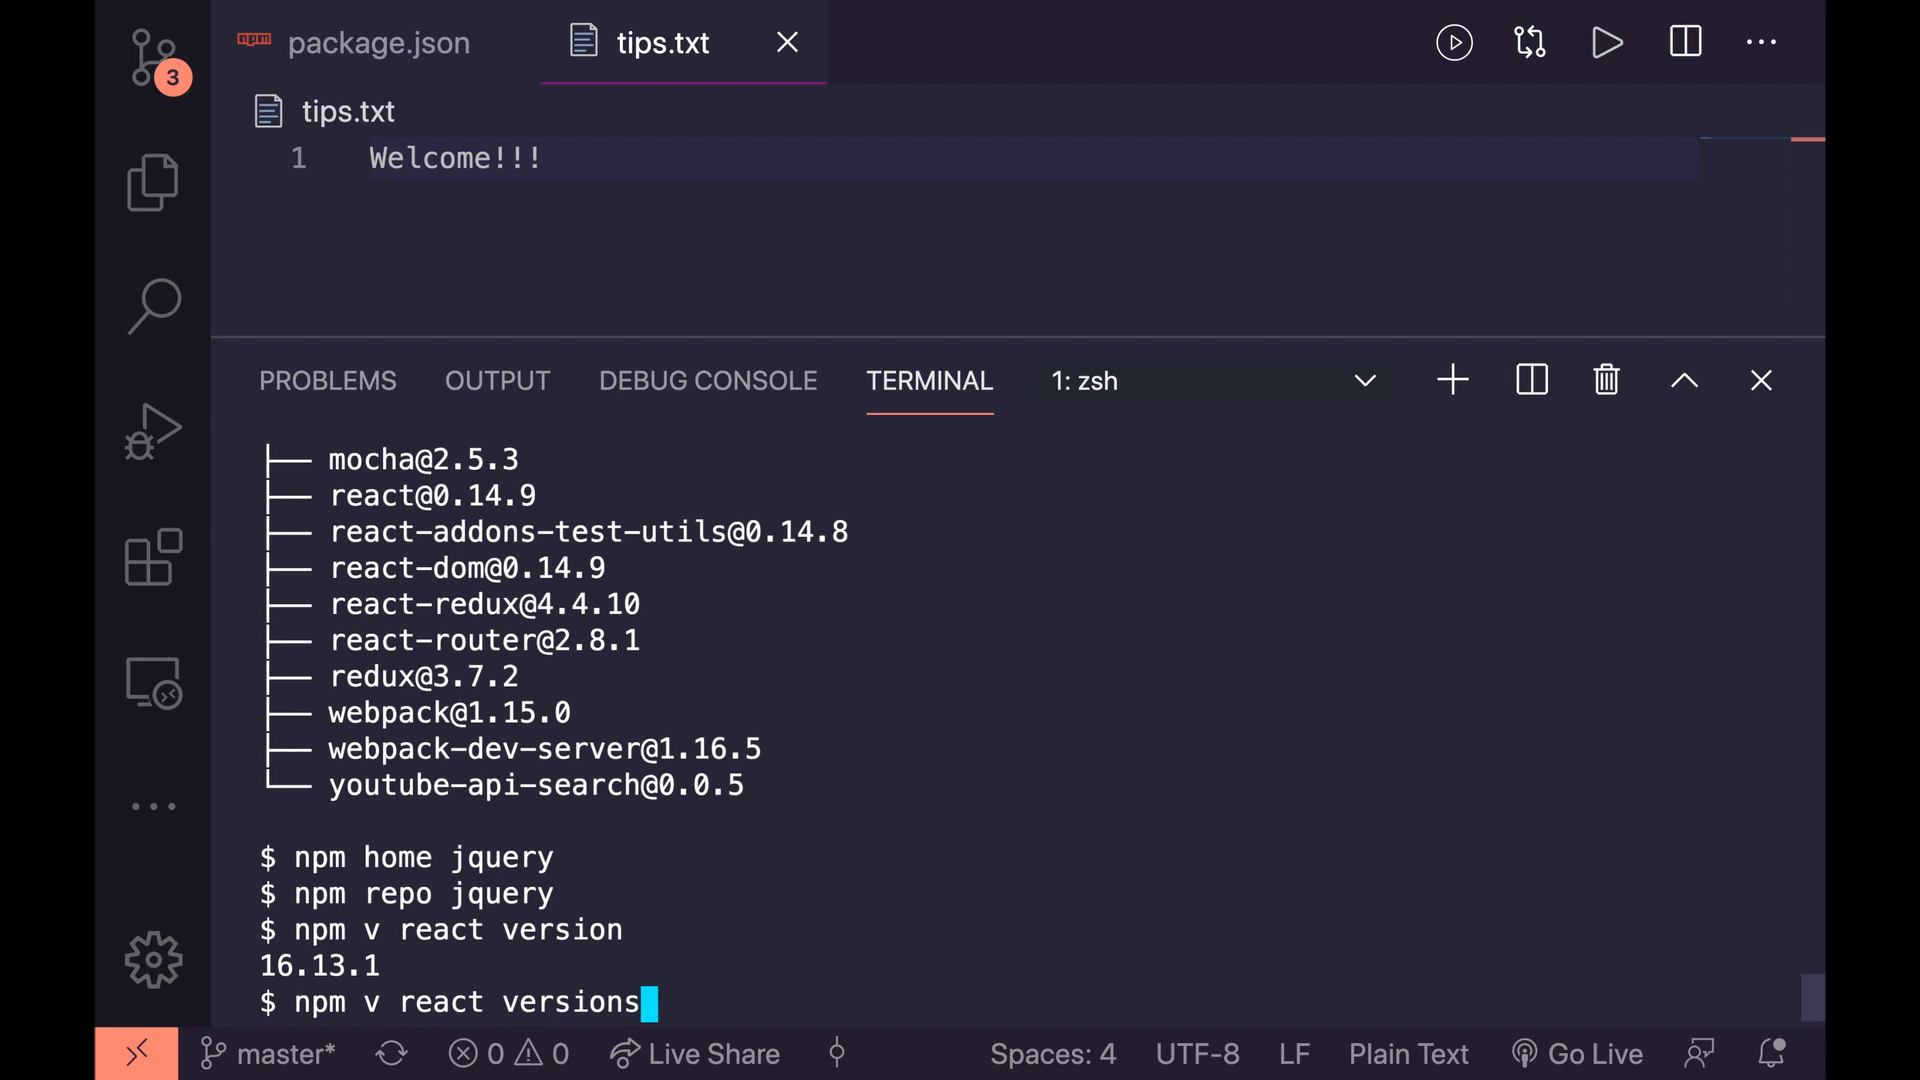 3
npm package.json
tips.txt
tips.txt
1 Welcome!!!
PROBLEMS OUTPUT DEBUG CONSOLE TERMINAL 1: zsh
├── mocha@2.5.3
├── react@0.14.9
├── react-addons-test-utils@0.14.8
├── react-dom@0.14.9
├── react-redux@4.4.10
├── react-router@2.8.1
├── redux@3.7.2
├── webpack@1.15.0
├── webpack-dev-server@1.16.5
└── youtube-api-search@0.0.5
$ npm home jquery
$ npm repo jquery
$ npm v react version
16.13.1
$ npm v react versions
master* 0 0 Live Share Spaces: 4 UTF-8 LF Plain Text Go Live